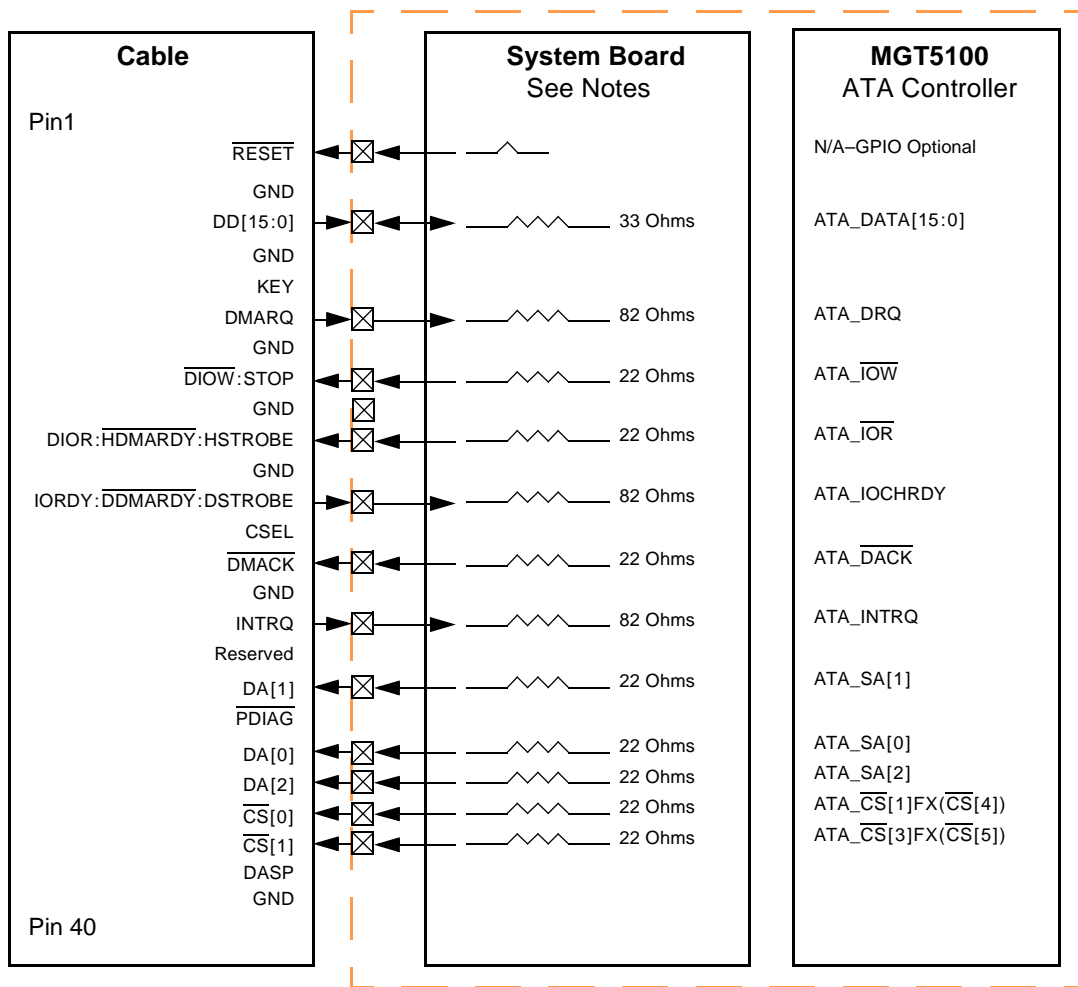 Cable
System Board
See Notes
MGT5100
ATA Controller
Pin1
RESET
N/A–GPIO Optional
GND
DD[15:0]
33 Ohms
ATA_DATA[15:0]
GND
KEY
DMARQ
82 Ohms
ATA_DRQ
GND
DIOW:STOP
22 Ohms
ATA_IOW
GND
DIOR:HDMARDY:HSTROBE
22 Ohms
ATA_IOR
GND
IORDY:DDMARDY:DSTROBE
82 Ohms
ATA_IOCHRDY
CSEL
DMACK
22 Ohms
ATA_DACK
GND
INTRQ
82 Ohms
ATA_INTRQ
Reserved
DA[1]
22 Ohms
ATA_SA[1]
PDIAG
DA[0]
22 Ohms
ATA_SA[0]
DA[2]
22 Ohms
ATA_SA[2]
CS[0]
22 Ohms
ATA_CS[1]FX(CS[4])
CS[1]
22 Ohms
ATA_CS[3]FX(CS[5])
DASP
GND
Pin 40